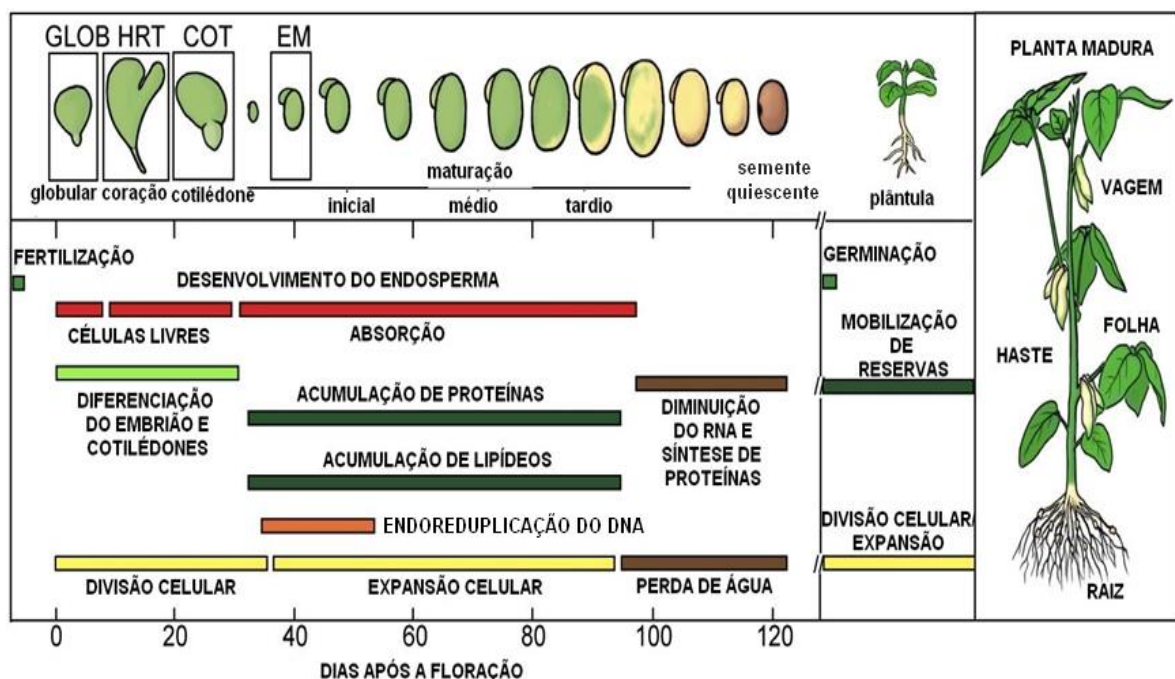 GLOB HRT COT EM
globular coração cotilédone
maturação
inicial médio tardio
semente
quiescente
plântula
PLANTA MADURA
VAGEM
FOLHA
HASTE
RAIZ
FERTILIZAÇÃO
DESENVOLVIMENTO DO ENDOSPERMA
CÉLULAS LIVRES ABSORÇÃO
DIFERENCIAÇÃO
DO EMBRIÃO E
COTILÉDONES
ACUMULAÇÃO DE PROTEÍNAS
ACUMULAÇÃO DE LIPÍDEOS
DIMINUIÇÃO
DO RNA E
SÍNTESE DE
PROTEÍNAS
ENDOREDUPLICAÇÃO DO DNA
DIVISÃO CELULAR EXPANSÃO CELULAR PERDA DE ÁGUA
GERMINAÇÃO
MOBILIZAÇÃO
DE
RESERVAS
DIVISÃO CELULAR/
EXPANSÃO
0 20 40 60 80 100 120
DIAS APÓS A FLORAÇÃO